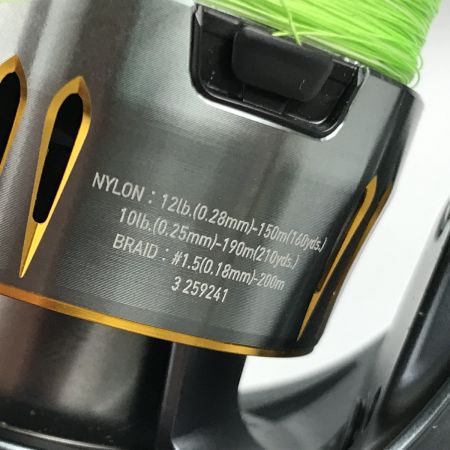 NYLON : 12lb.(0.28mm)-150m(160yds.)
10lb.(0.25mm)-190m(210yds.)
BRAID : #1.5(0.18mm)-200m
3 259241